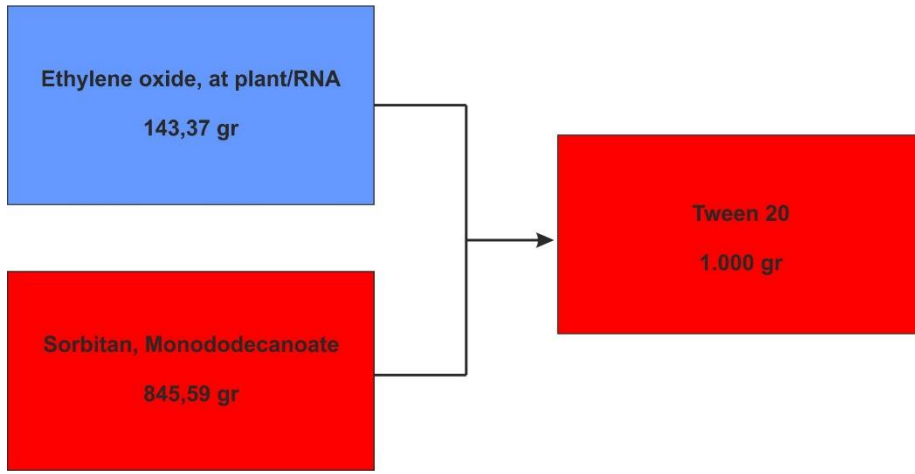 Ethylene oxide, at plant/RNA
143,37 gr
Sorbitan, Monododecanoate
845,59 gr
Tween 20
1.000 gr